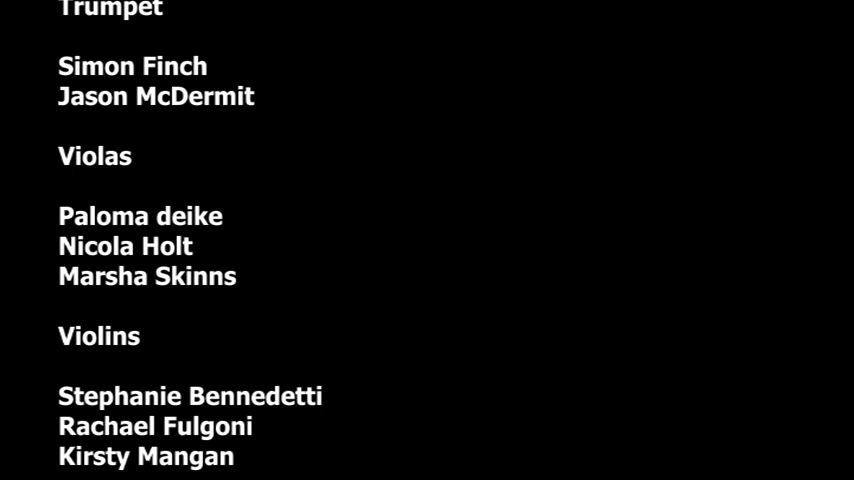 Trumpet
Simon Finch
Jason McDermit
Violas
Paloma deike
Nicola Holt
Marsha Skinns
Violins
Stephanie Bennedetti
Rachael Fulgoni
Kirsty Mangan